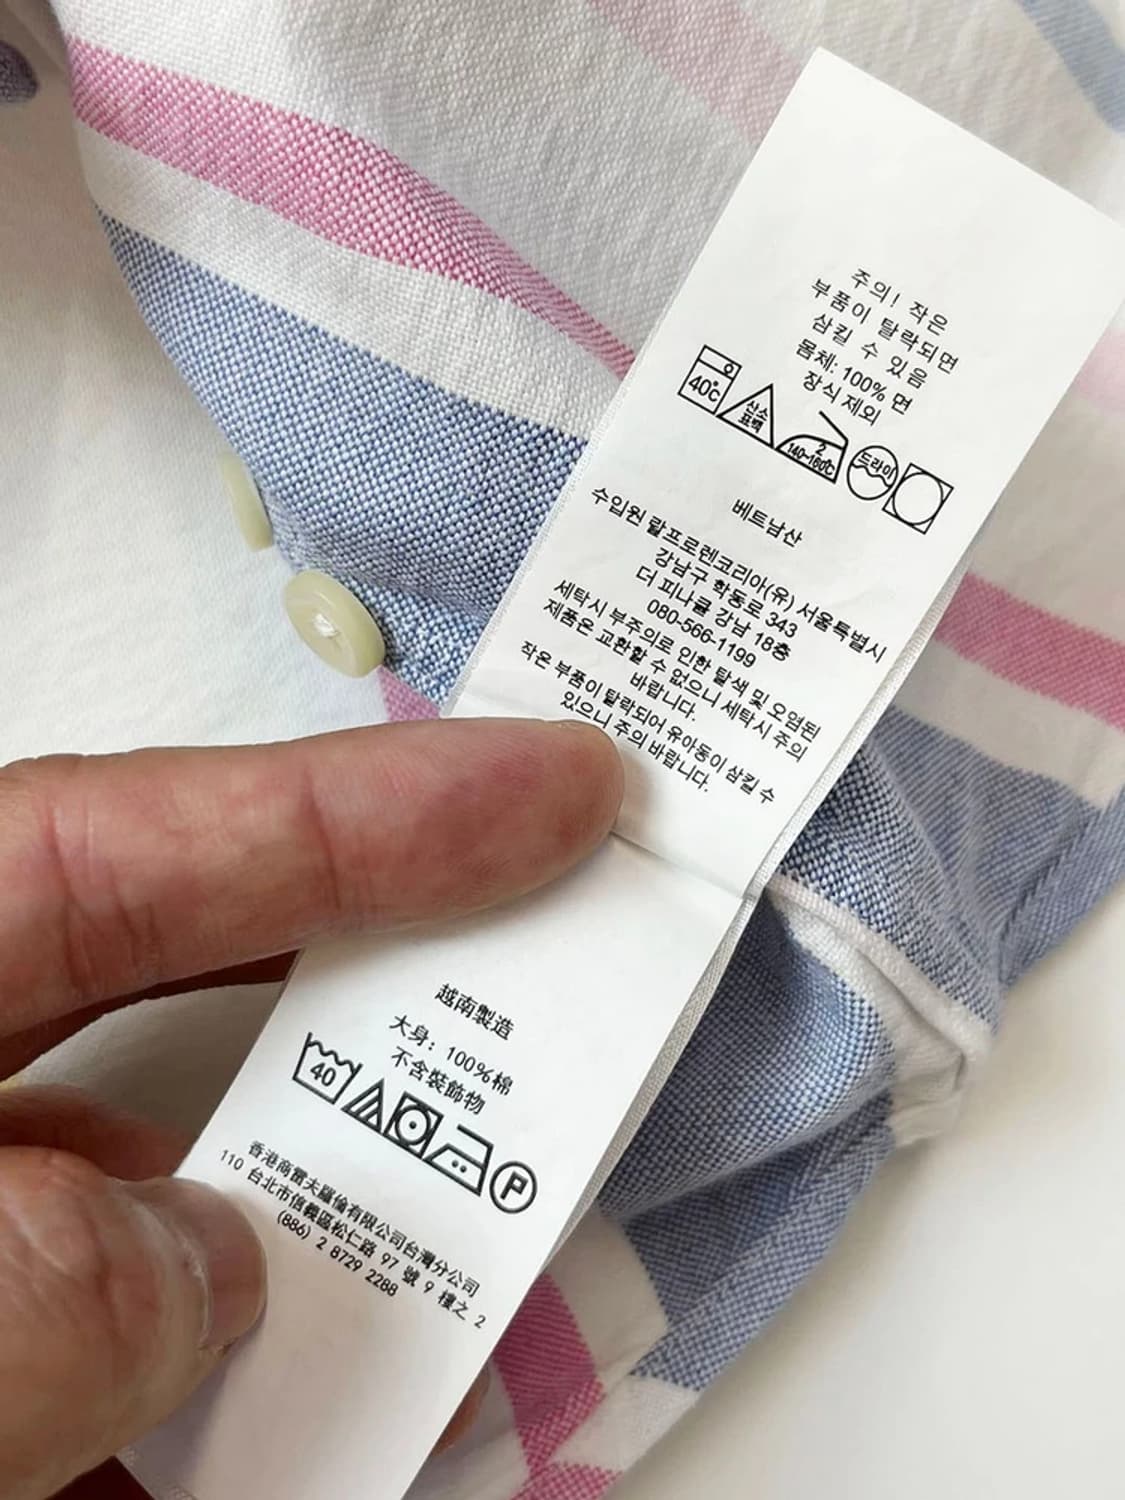 주의! 작은
부품이 탈락되면
삼킬 수 있음
몸체: 100% 면
장식 제외
약
40℃
산소
표백
2
140-160℃
드라이
베트남산
수입원 랄프로렌코리아(유) 서울특별시
강남구 학동로 343
더 피나클 강남 18층
080-566-1199
세탁시 부주의로 인한 탈색 및 오염된
제품은 교환할 수 없으니 세탁시 주의
바랍니다.
작은 부품이 탈락되어 유아동이 삼킬 수
있으니 주의 바랍니다.
越南製造
大身: 100%棉
不含裝飾物
40
P
香港商雷夫羅倫有限公司台灣分公司
110 台北市信義區松仁路 97 號 9 樓之 2
(886) 2 8729 2288